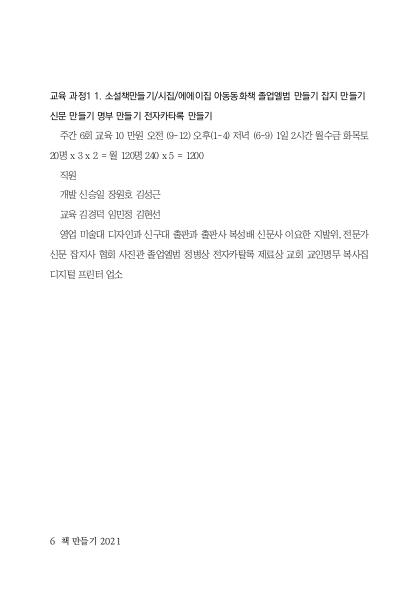 교육 과정1 1. 소설책만들기/시집/에에이집 아동동화책 졸업엘범 만들기 잡지 만들기
신문 만들기 명부 만들기 전자카타록 만들기
주간 6회 교육 10 만원 오전 (9-12) 오후(1-4) 저녁 (6-9) 1일 2시간 월수금 화목토
20명 x 3 x 2 = 월 120명 240 x 5 = 1200
직원
개발 신승일 장원호 김성근
교육 김경덕 임민정 김현선
영업 미술대 디자인과 신구대 출판과 출판사 복성배 신문사 이요한 지발위, 전문가
신문 잡지사 협회 사진관 졸업엘범 정병상 전자카탈록 제료상 교회 교인명무 복사집
디지털 프린터 업소
6 책 만들기 2021